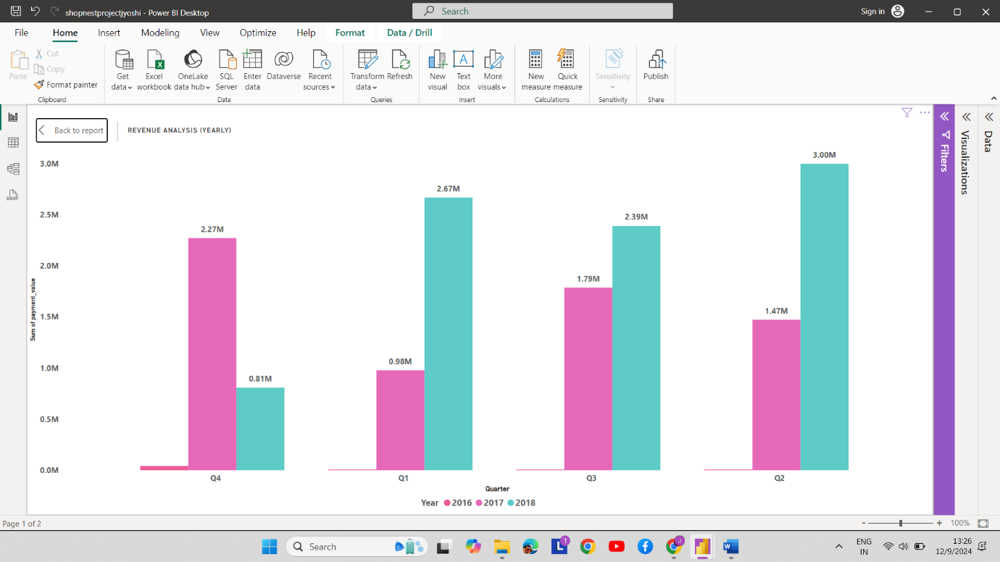 shopnestprojectjyoshi - Power BI Desktop
Search
Sign in
File Home Insert Modeling View Optimize Help Format Data / Drill
Paste
Cut
Copy
Format painter
Clipboard
Get data
Excel workbook
OneLake data hub
SQL Server
Enter data
Dataverse
Recent sources
Data
Transform data
Refresh
Queries
New visual
Text box
More visuals
Insert
New measure
Quick measure
Calculations
Sensitivity
Sensitivity
Publish
Share
Back to report
REVENUE ANALYSIS (YEARLY)
Filters
Visualizations
Data
Sum of payment_value
3.0M
2.5M
2.0M
1.5M
1.0M
0.5M
0.0M
2.27M
0.81M
0.98M
2.67M
1.79M
2.39M
1.47M
3.00M
Q4 Q1 Q3 Q2
Quarter
Year 2016 2017 2018
Page 1 of 2
- + 100%
Search
1
J
ENG
IN
13:26
12/9/2024